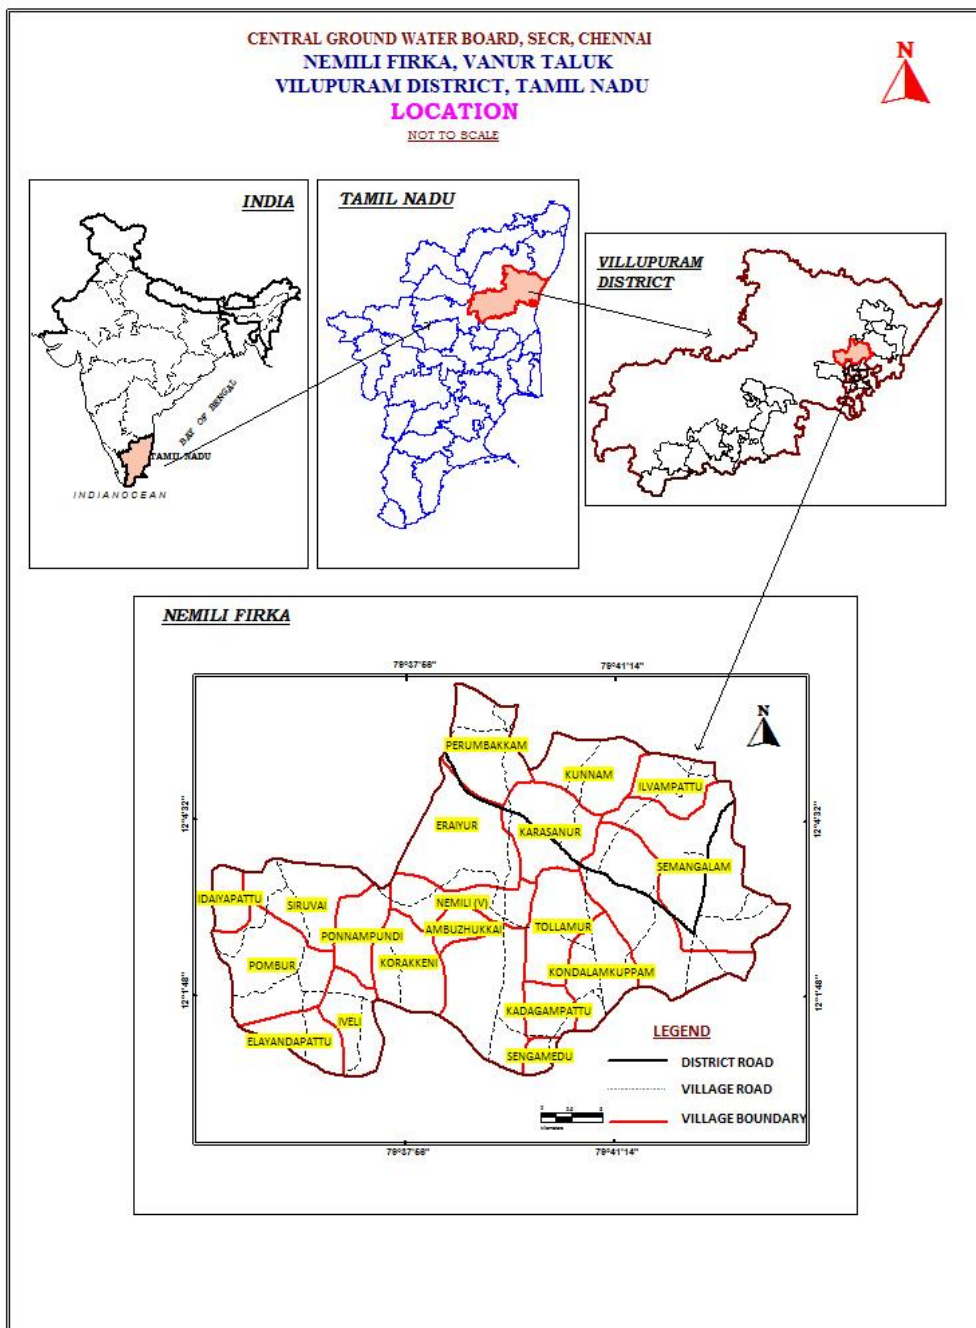 CENTRAL GROUND WATER BOARD, SECR, CHENNAI
NEMILI FIRKA, VANUR TALUK
VILUPURAM DISTRICT, TAMIL NADU
LOCATION
NOT TO SCALE
N
INDIA
BAY OF BENGAL
TAMIL NADU
INDIANOCEAN
TAMIL NADU
VILLUPURAM
DISTRICT
NEMILI FIRKA
79°37'56"
79°41'14"
N
PERUMBAKKAM
KUNNAM
ILVAMPATTU
12°4'32"
12°4'32"
ERAIYUR
KARASANUR
SEMANGALAM
IDAIYAPATTU
SIRUVAI
NEMILI (V)
PONNAMPUNDI
AMBUZHUKKAI
TOLLAMUR
POMBUR
KORAKKENI
KONDALAMKUPPAM
12°1'48"
12°1'48"
KADAGAMPATTU
IVELI
ELAYANDAPATTU
SENGAMEDU
LEGEND
DISTRICT ROAD
VILLAGE ROAD
VILLAGE BOUNDARY
79°37'56"
79°41'14"